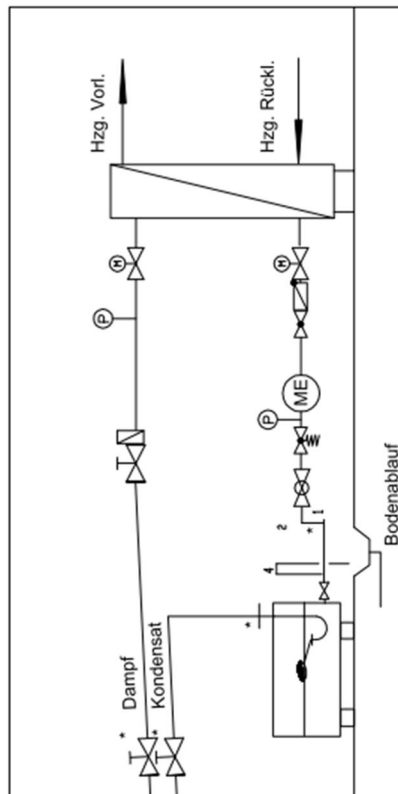 Hzg. Vorl.
Hzg. Rückl.
M
M
P
P
ME
2
*
1
4
Dampf
*
Kondensat
*
*
Bodenablauf